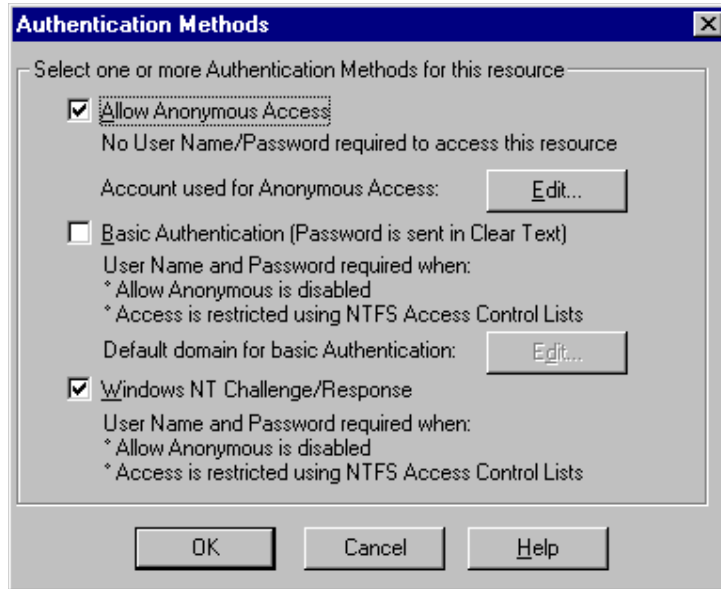 Authentication Methods
Select one or more Authentication Methods for this resource
Allow Anonymous Access
No User Name/Password required to access this resource
Account used for Anonymous Access: Edit...
Basic Authentication (Password is sent in Clear Text)
User Name and Password required when:
* Allow Anonymous is disabled
* Access is restricted using NTFS Access Control Lists
Default domain for basic Authentication: Edit...
Windows NT Challenge/Response
User Name and Password required when:
* Allow Anonymous is disabled
* Access is restricted using NTFS Access Control Lists
OK Cancel Help